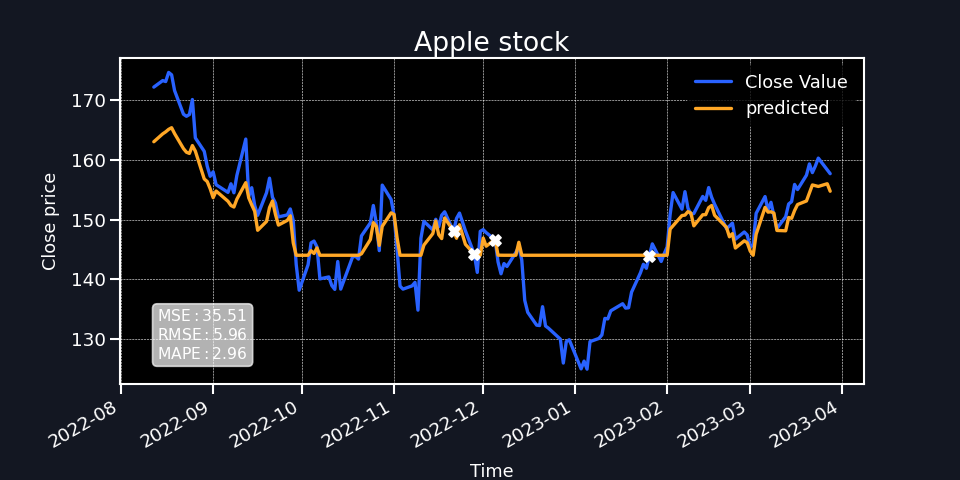 Apple stock
Close Value
predicted
170
160
150
140
130
Close price
MSE : 35.51
RMSE : 5.96
MAPE : 2.96
2022-08
2022-09
2022-10
2022-11
2022-12
2023-01
2023-02
2023-03
2023-04
Time